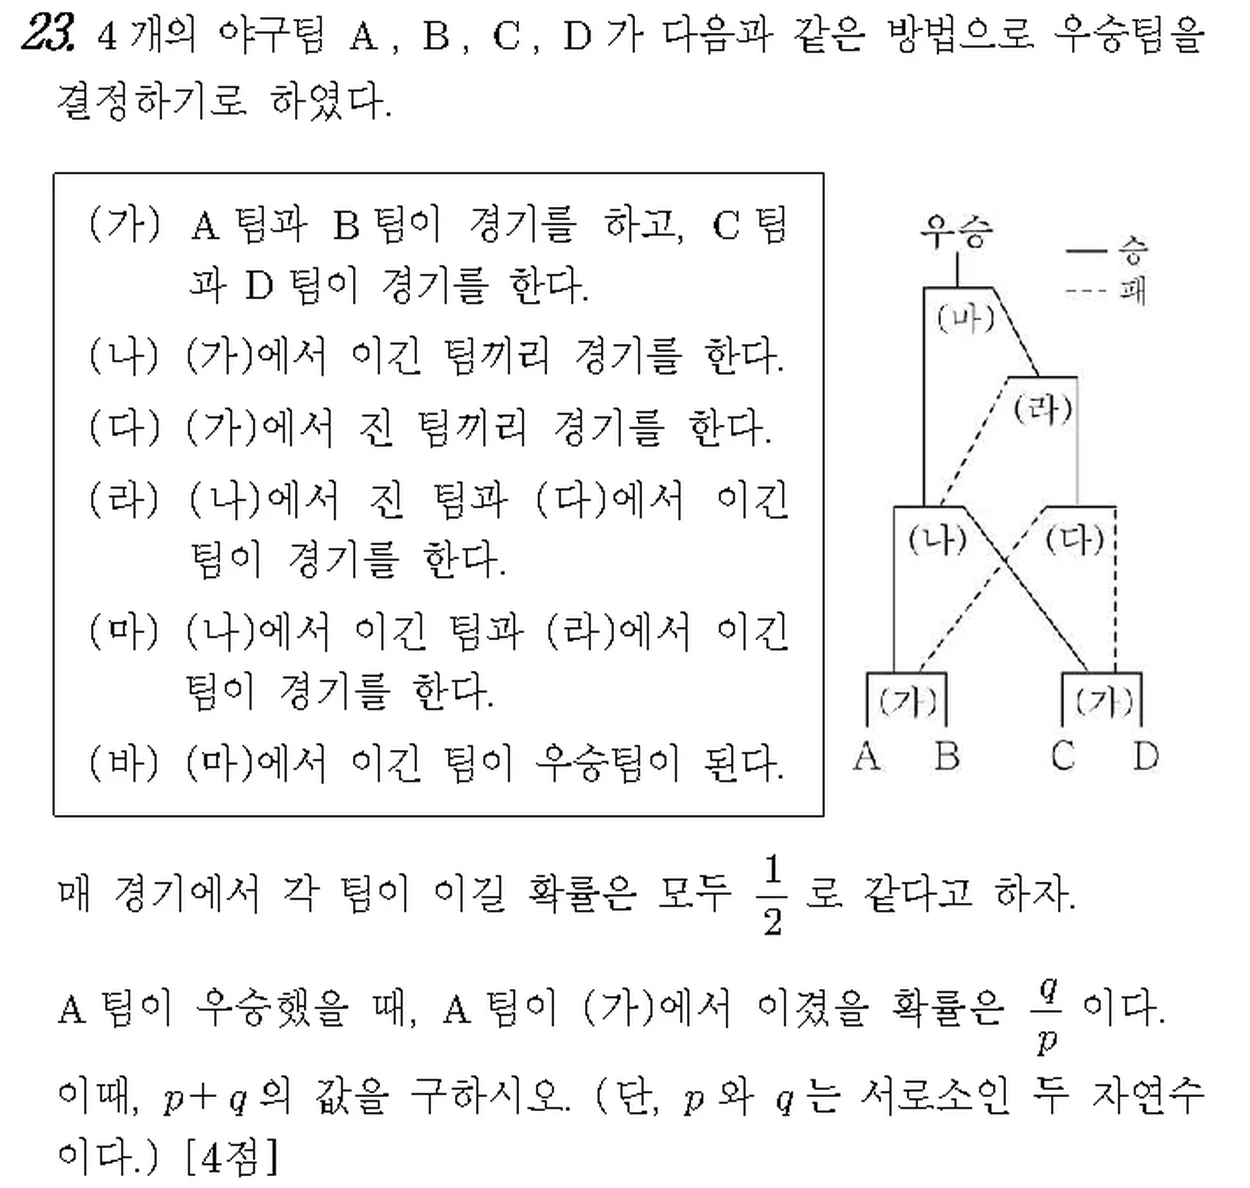 23. 4개의 야구팀 A, B, C, D가 다음과 같은 방법으로 우승팀을
결정하기로 하였다.
(가) A팀과 B팀이 경기를 하고, C팀
과 D팀이 경기를 한다.
(나) (가)에서 이긴 팀끼리 경기를 한다.
(다) (가)에서 진 팀끼리 경기를 한다.
(라) (나)에서 진 팀과 (다)에서 이긴
팀이 경기를 한다.
(마) (나)에서 이긴 팀과 (라)에서 이긴
팀이 경기를 한다.
(바) (마)에서 이긴 팀이 우승팀이 된다.
우승
승
패
(마)
(라)
(나) (다)
(가) (가)
A B C D
매 경기에서 각 팀이 이길 확률은 모두 1/2로 같다고 하자.
A팀이 우승했을 때, A팀이 (가)에서 이겼을 확률은 q/p이다.
이때, p+q의 값을 구하시오. (단, p와 q는 서로소인 두 자연수
이다.) [4점]